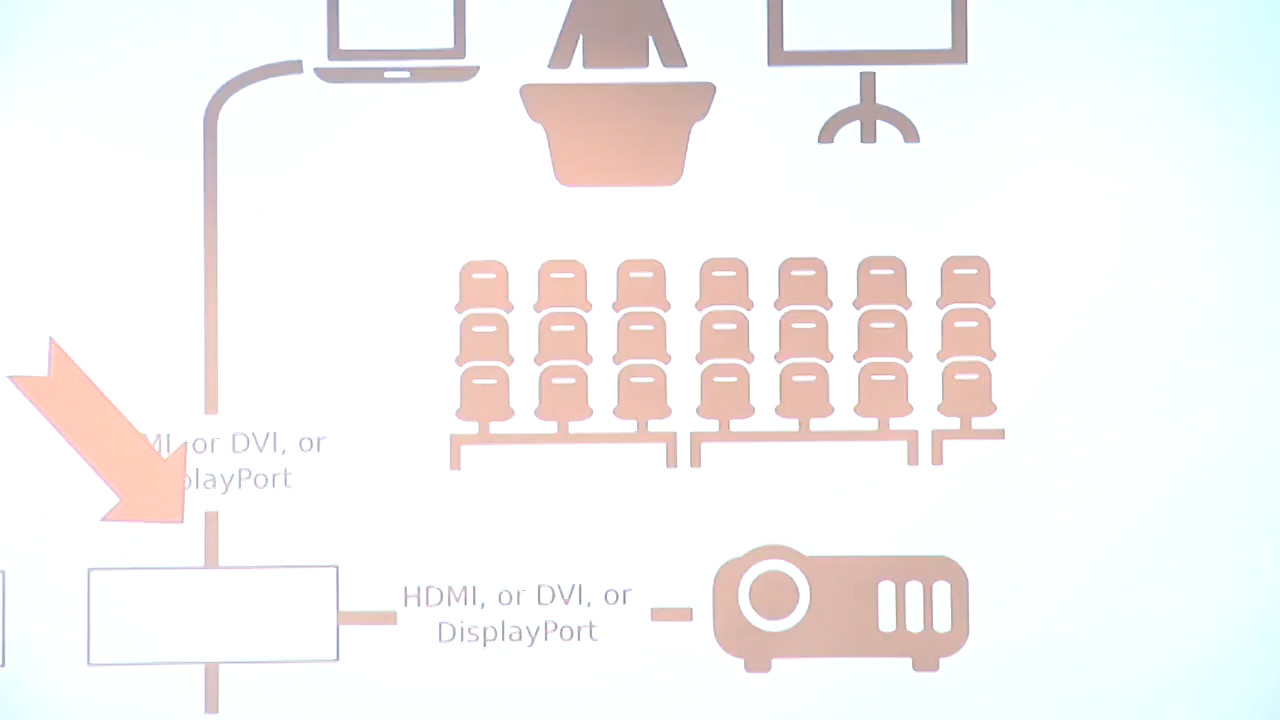 MI, or DVI, or
playPort
HDMI, or DVI, or
DisplayPort